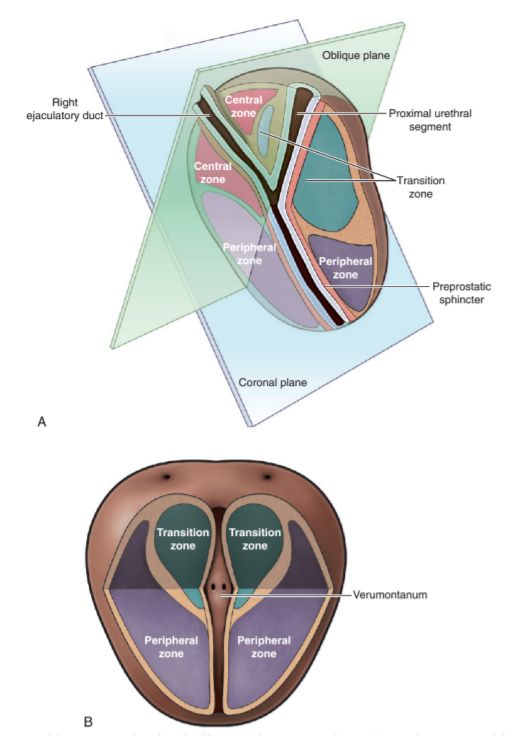 Oblique plane
Right
ejaculatory duct
Central
zone
Proximal urethral
segment
Central
zone
Transition
zone
Peripheral
zone
Peripheral
zone
Preprostatic
sphincter
Coronal plane
A
Transition
zone
Transition
zone
Verumontanum
Peripheral
zone
Peripheral
zone
B